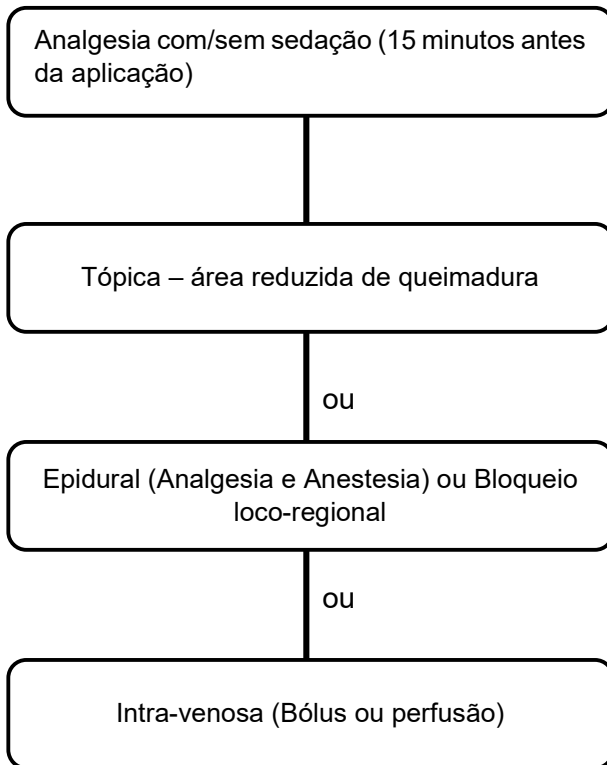 Analgesia com/sem sedação (15 minutos antes
da aplicação)
Tópica – área reduzida de queimadura
ou
Epidural (Analgesia e Anestesia) ou Bloqueio
loco-regional
ou
Intra-venosa (Bólus ou perfusão)